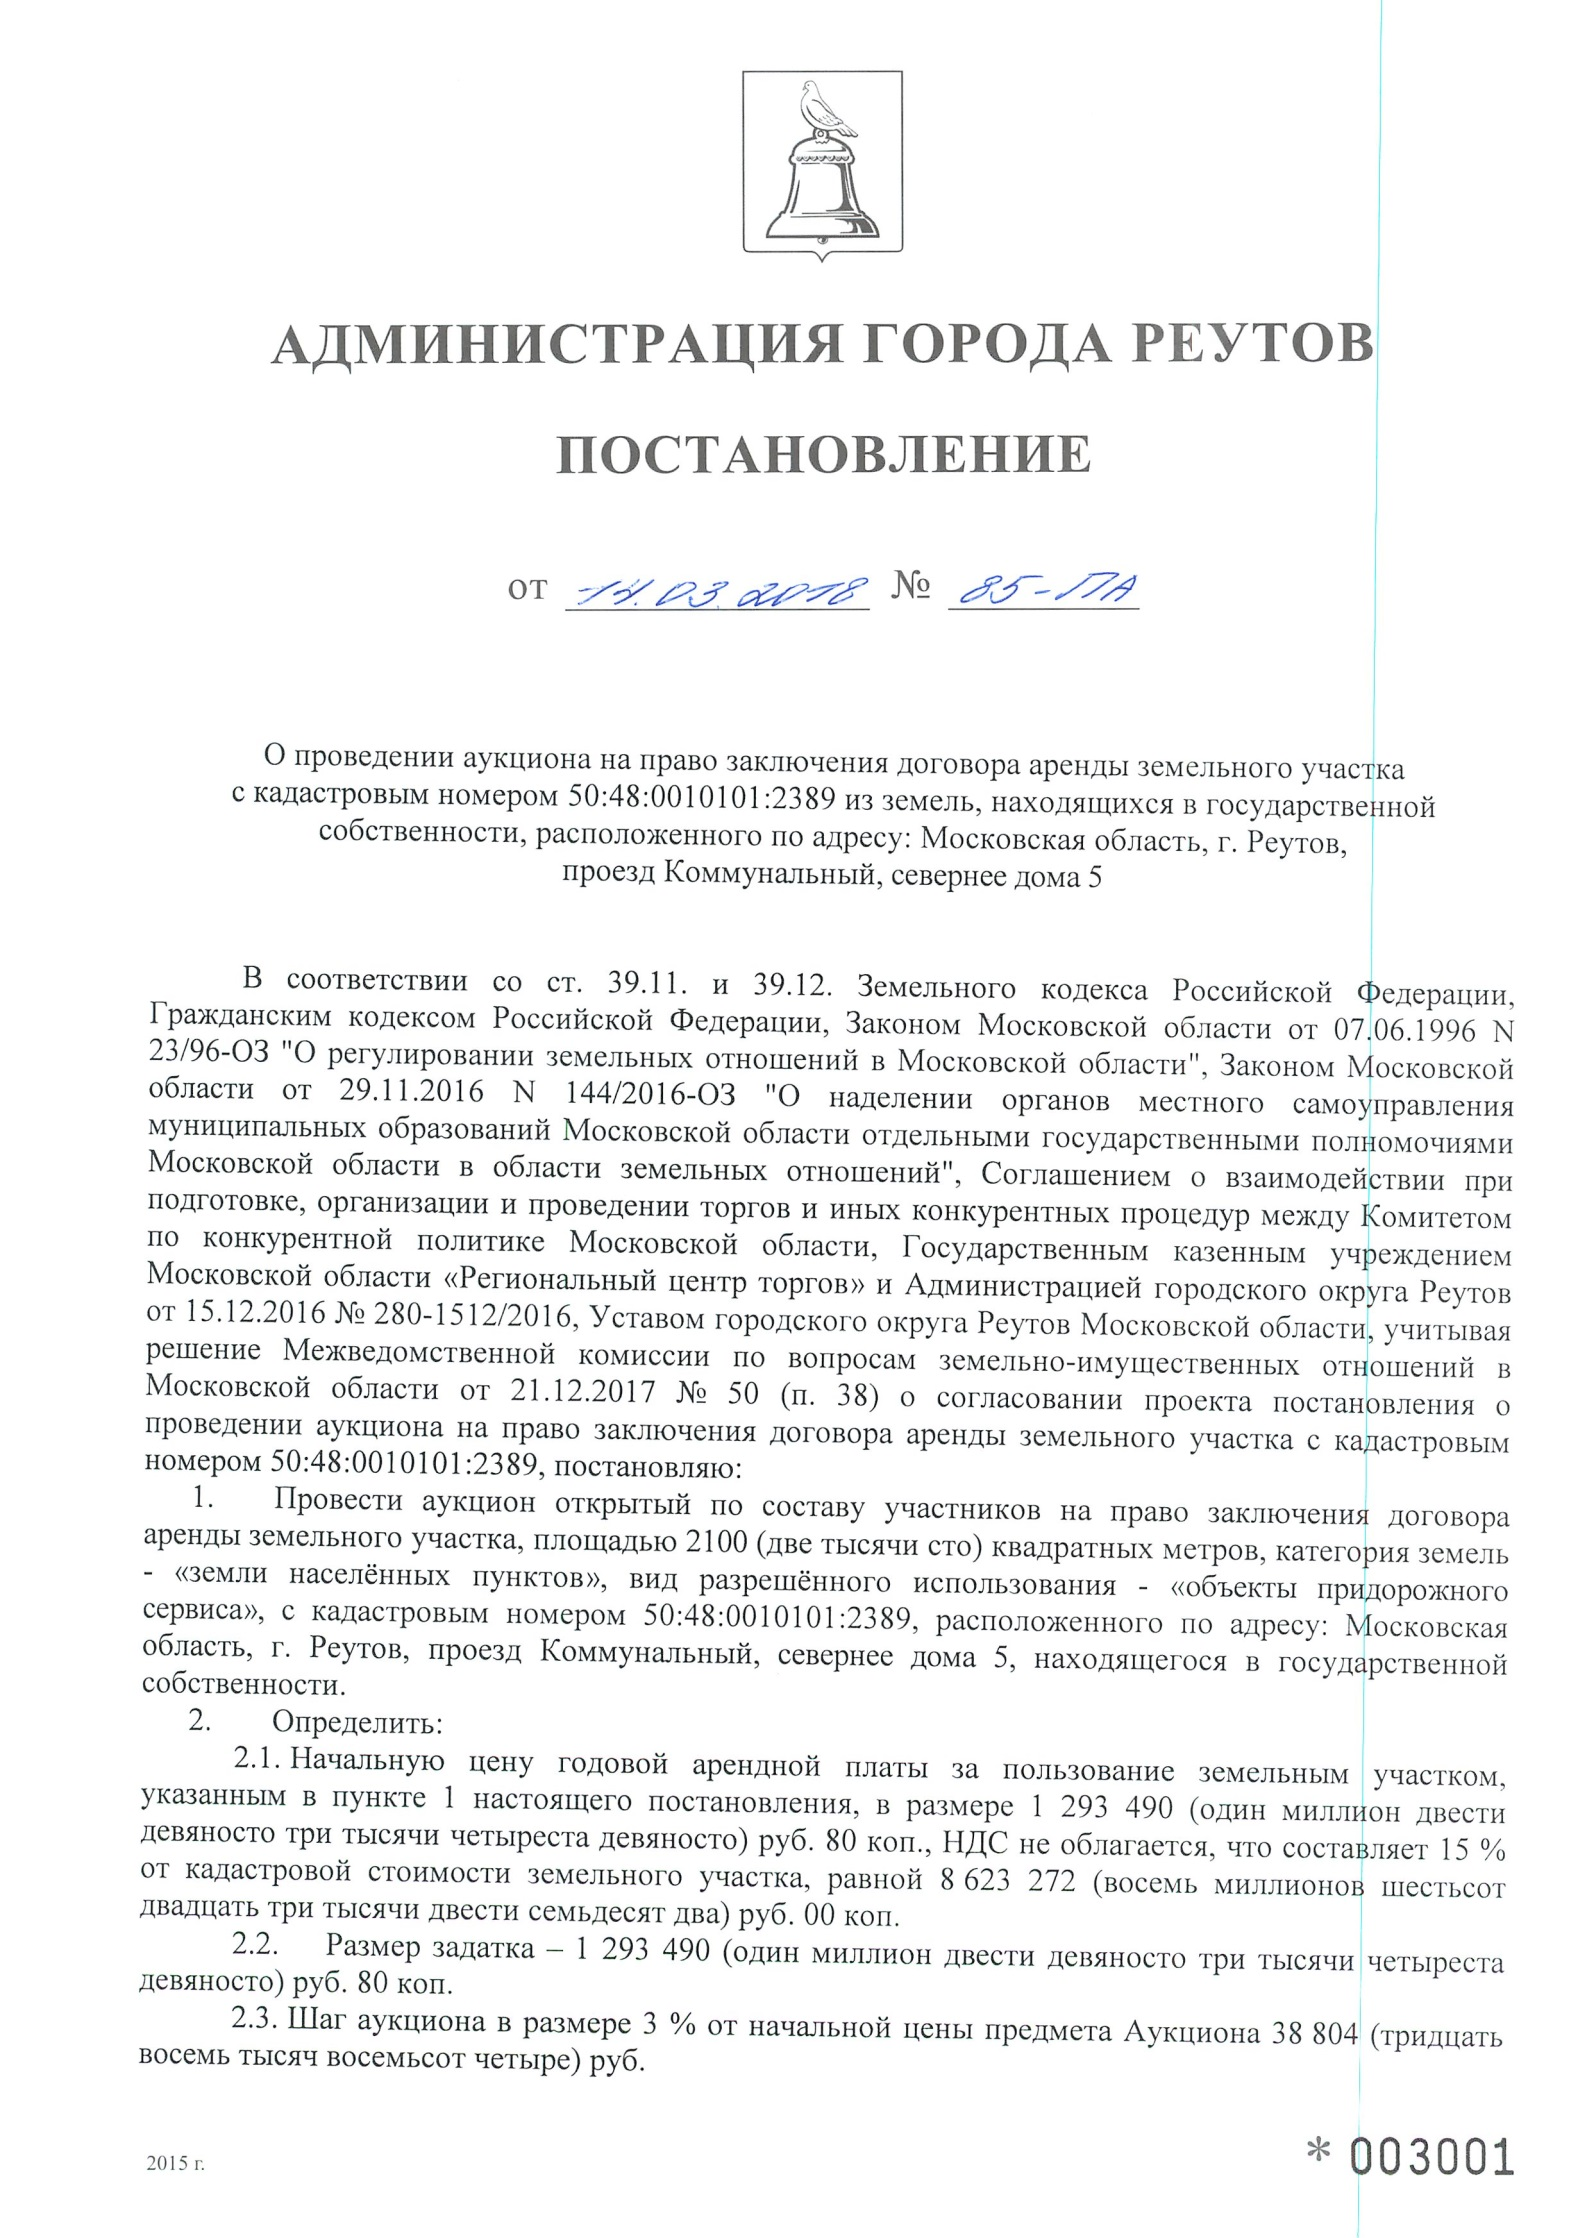 АДМИНИСТРАЦИЯ ГОРОДА РЕУТОВ
ПОСТАНОВЛЕНИЕ
от 14.03.2018 № 85-ПА
О проведении аукциона на право заключения договора аренды земельного участка
с кадастровым номером 50:48:0010101:2389 из земель, находящихся в государственной
собственности, расположенного по адресу: Московская область, г. Реутов,
проезд Коммунальный, севернее дома 5
В соответствии со ст. 39.11. и 39.12. Земельного кодекса Российской Федерации,
Гражданским кодексом Российской Федерации, Законом Московской области от 07.06.1996 N
23/96-ОЗ "О регулировании земельных отношений в Московской области", Законом Московской
области от 29.11.2016 N 144/2016-ОЗ "О наделении органов местного самоуправления
муниципальных образований Московской области отдельными государственными полномочиями
Московской области в области земельных отношений", Соглашением о взаимодействии при
подготовке, организации и проведении торгов и иных конкурентных процедур между Комитетом
по конкурентной политике Московской области, Государственным казенным учреждением
Московской области «Региональный центр торгов» и Администрацией городского округа Реутов
от 15.12.2016 № 280-1512/2016, Уставом городского округа Реутов Московской области, учитывая
решение Межведомственной комиссии по вопросам земельно-имущественных отношений в
Московской области от 21.12.2017 № 50 (п. 38) о согласовании проекта постановления о
проведении аукциона на право заключения договора аренды земельного участка с кадастровым
номером 50:48:0010101:2389, постановляю:
1. Провести аукцион открытый по составу участников на право заключения договора
аренды земельного участка, площадью 2100 (две тысячи сто) квадратных метров, категория земель
- «земли населённых пунктов», вид разрешённого использования - «объекты придорожного
сервиса», с кадастровым номером 50:48:0010101:2389, расположенного по адресу: Московская
область, г. Реутов, проезд Коммунальный, севернее дома 5, находящегося в государственной
собственности.
2. Определить:
2.1. Начальную цену годовой арендной платы за пользование земельным участком,
указанным в пункте 1 настоящего постановления, в размере 1 293 490 (один миллион двести
девяносто три тысячи четыреста девяносто) руб. 80 коп., НДС не облагается, что составляет 15 %
от кадастровой стоимости земельного участка, равной 8 623 272 (восемь миллионов шестьсот
двадцать три тысячи двести семьдесят два) руб. 00 коп.
2.2. Размер задатка – 1 293 490 (один миллион двести девяносто три тысячи четыреста
девяносто) руб. 80 коп.
2.3. Шаг аукциона в размере 3 % от начальной цены предмета Аукциона 38 804 (тридцать
восемь тысяч восемьсот четыре) руб.
2015 г.
* 003001